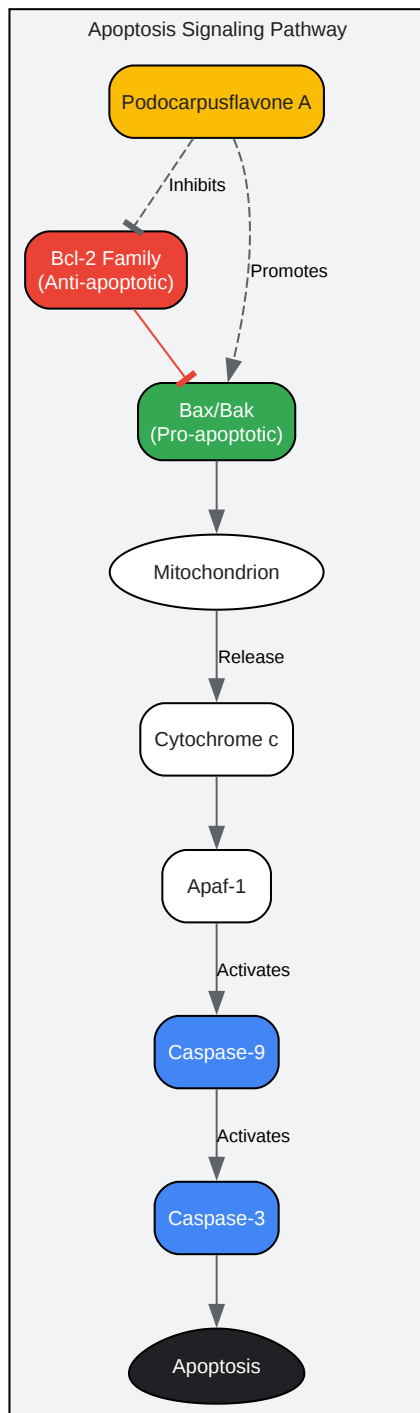 Apoptosis Signaling Pathway
Podocarpusflavone A
Inhibits
Bcl-2 Family
(Anti-apoptotic)
Promotes
Bax/Bak
(Pro-apoptotic)
Mitochondrion
Release
Cytochrome c
Apaf-1
Activates
Caspase-9
Activates
Caspase-3
Apoptosis